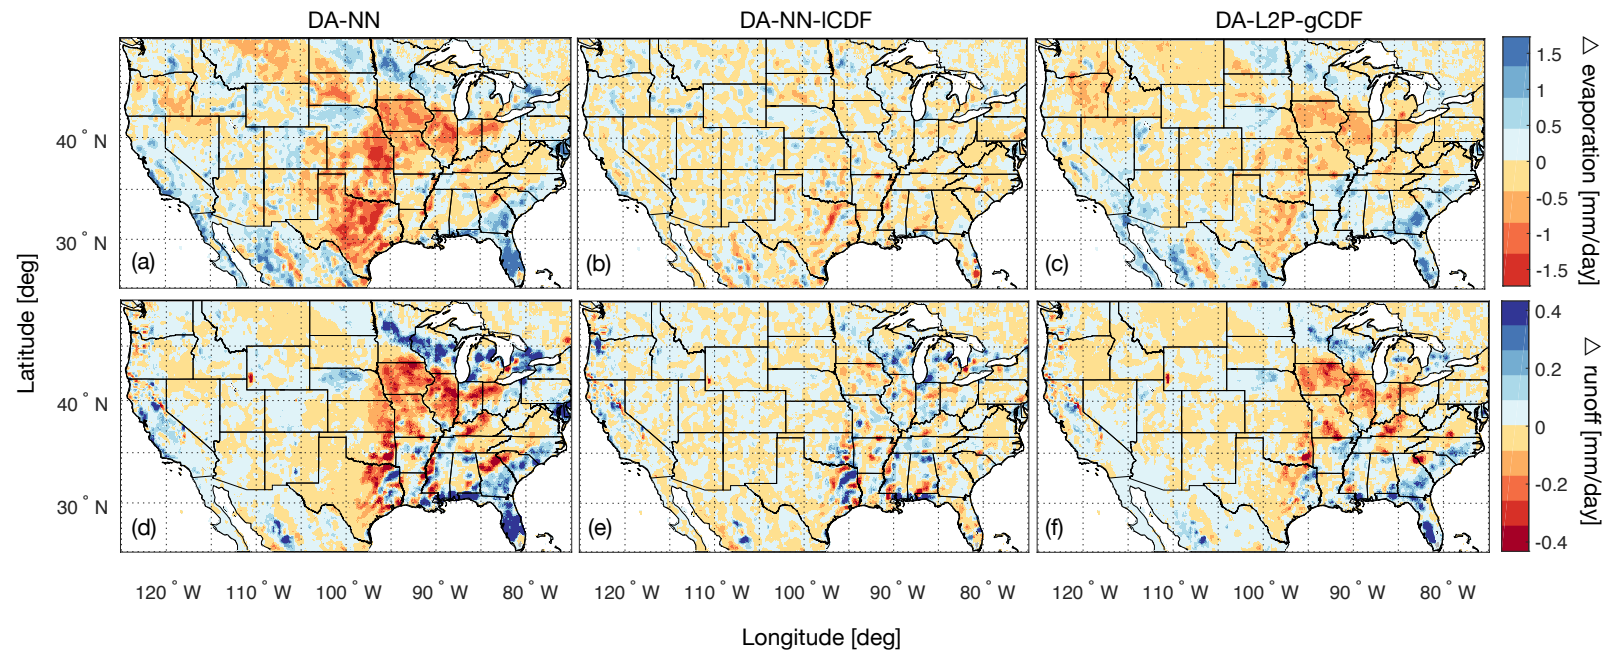 DA-NN
DA-NN-lCDF
DA-L2P-gCDF
40° N
30° N
(a)
(b)
(c)
1.5
1
0.5
0
-0.5
-1
-1.5
△ evaporation [mm/day]
Latitude [deg]
40° N
30° N
(d)
(e)
(f)
0.4
0.2
0
-0.2
-0.4
△ runoff [mm/day]
120° W 110° W 100° W 90° W 80° W
120° W 110° W 100° W 90° W 80° W
120° W 110° W 100° W 90° W 80° W
Longitude [deg]